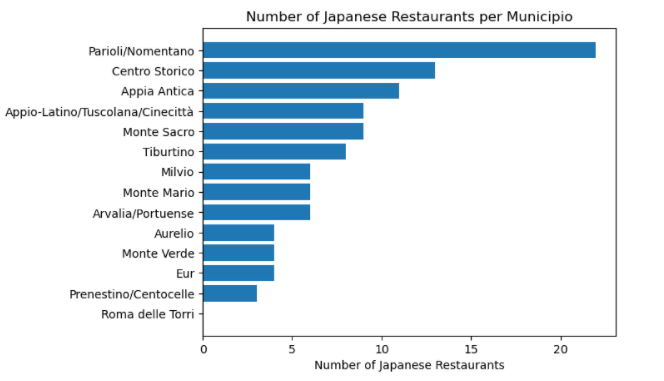 Number of Japanese Restaurants per Municipio
Parioli/Nomentano
Centro Storico
Appia Antica
Appio-Latino/Tuscolana/Cinecittà
Monte Sacro
Tiburtino
Milvio
Monte Mario
Arvalia/Portuense
Aurelio
Monte Verde
Eur
Prenestino/Centocelle
Roma delle Torri
0 5 10 15 20
Number of Japanese Restaurants